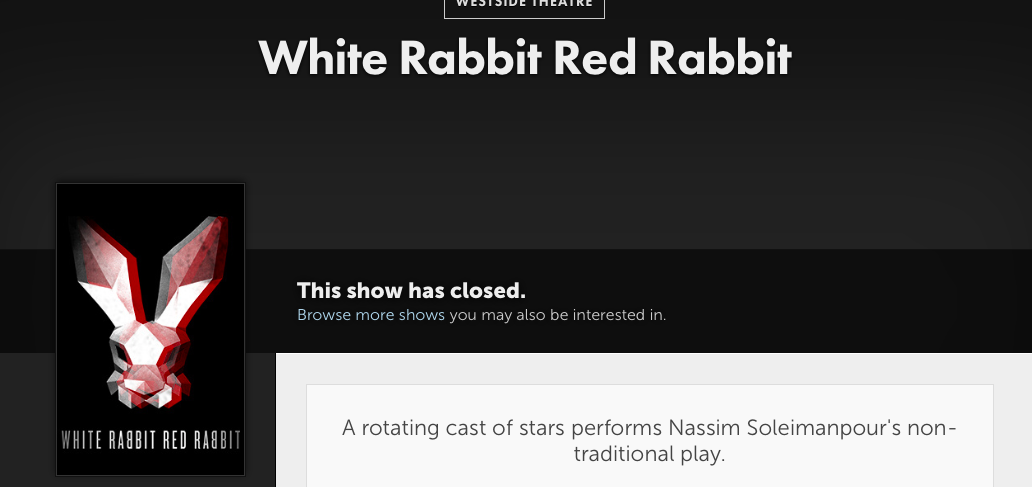 WESTSIDE THEATRE
White Rabbit Red Rabbit
This show has closed.
Browse more shows you may also be interested in.
WHITE RABBIT RED RABBIT
A rotating cast of stars performs Nassim Soleimanpour's non-
traditional play.